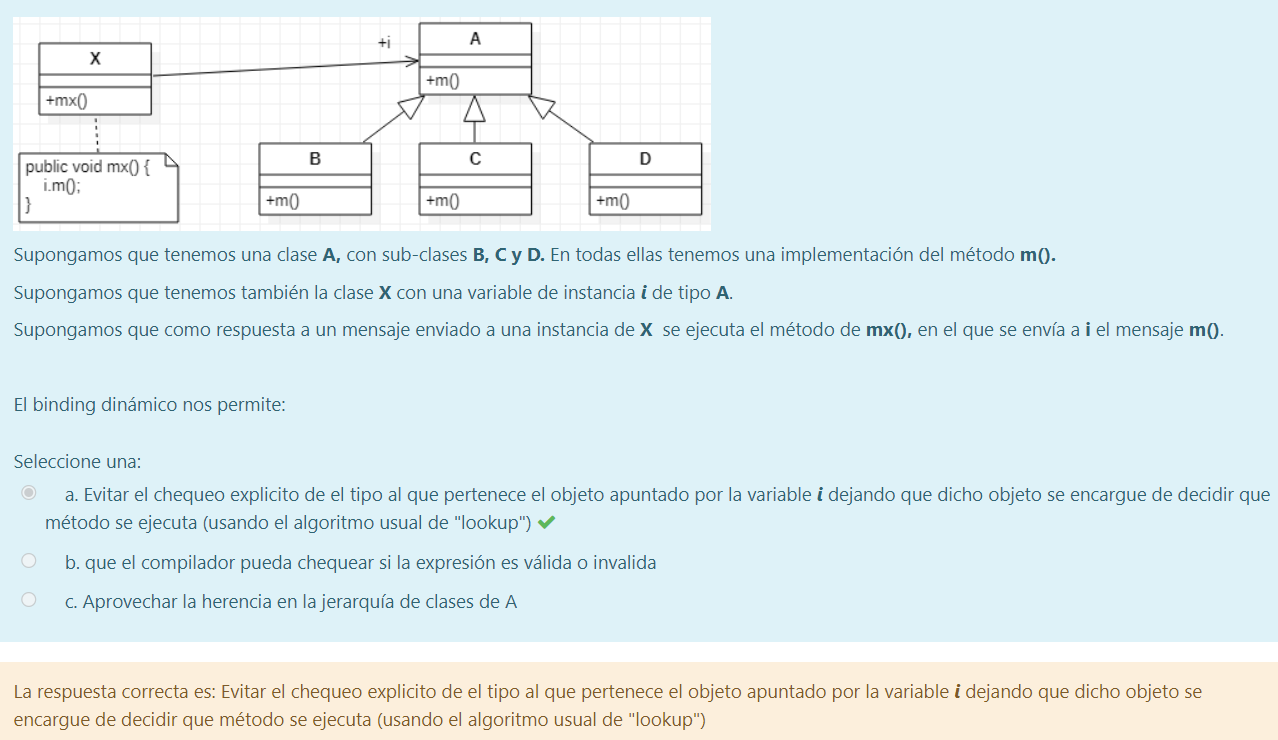 X
+mx()
+i
A
+m()
public void mx() {
i.m();
}
B
+m()
C
+m()
D
+m()
Supongamos que tenemos una clase A, con sub-clases B, C y D. En todas ellas tenemos una implementación del método m().
Supongamos que tenemos también la clase X con una variable de instancia i de tipo A.
Supongamos que como respuesta a un mensaje enviado a una instancia de X se ejecuta el método de mx(), en el que se envía a i el mensaje m().
El binding dinámico nos permite:
Seleccione una:
a. Evitar el chequeo explicito de el tipo al que pertenece el objeto apuntado por la variable i dejando que dicho objeto se encargue de decidir que
método se ejecuta (usando el algoritmo usual de "lookup")
b. que el compilador pueda chequear si la expresión es válida o invalida
c. Aprovechar la herencia en la jerarquía de clases de A
La respuesta correcta es: Evitar el chequeo explicito de el tipo al que pertenece el objeto apuntado por la variable i dejando que dicho objeto se
encargue de decidir que método se ejecuta (usando el algoritmo usual de "lookup")